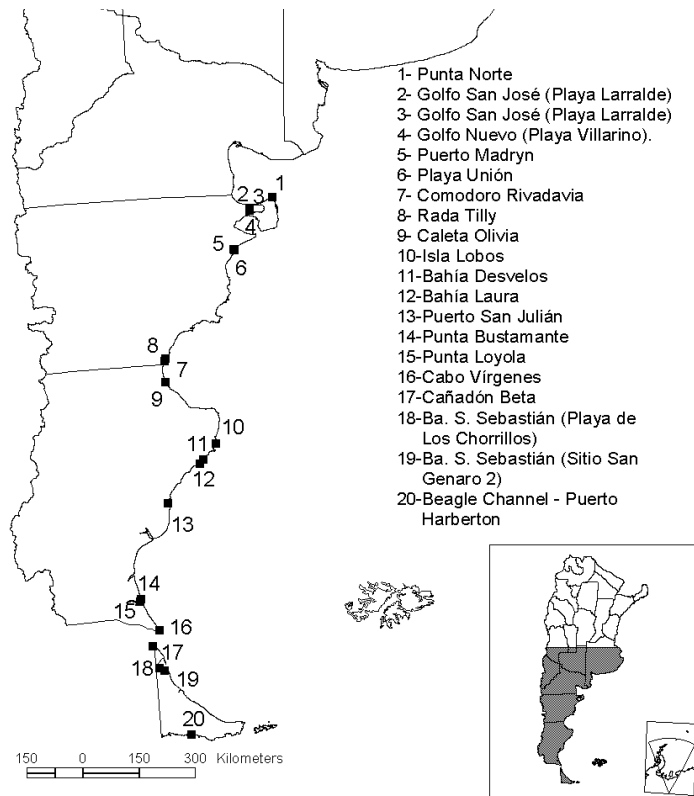 1- Punta Norte
2- Golfo San José (Playa Larralde)
3- Golfo San José (Playa Larralde)
4- Golfo Nuevo (Playa Villarino).
5- Puerto Madryn
6- Playa Unión
7- Comodoro Rivadavia
8- Rada Tilly
9- Caleta Olivia
10-Isla Lobos
11-Bahía Desvelos
12-Bahía Laura
13-Puerto San Julián
14-Punta Bustamante
15-Punta Loyola
16-Cabo Vírgenes
17-Cañadón Beta
18-Ba. S. Sebastián (Playa de
Los Chorrillos)
19-Ba. S. Sebastián (Sitio San
Genaro 2)
20-Beagle Channel - Puerto
Harberton
1
2
3
4
5
6
8
7
9
10
11
12
13
14
15
16
17
18
19
20
150 0 150 300 Kilometers